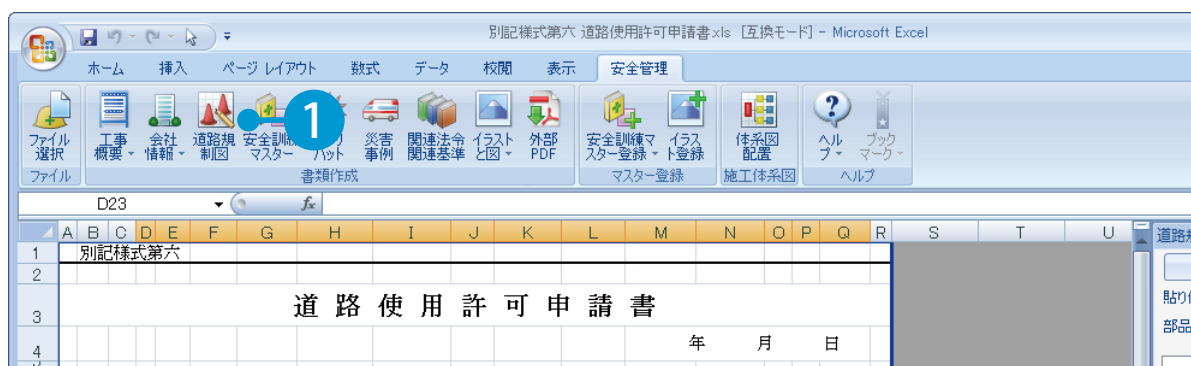 別記様式第六 道路使用許可申請書.xls [互換モード] - Microsoft Excel
ホーム 挿入 ページ レイアウト 数式 データ 校閲 表示 安全管理
ファイル選択
工事概要
会社情報
道路規制図
1
安全訓練マスター
ハット
災害事例
関連法令関連基準
イラストと図
外部PDF
安全訓練マスター登録
イラスト登録
体系図配置
ヘルプ
ブックマーク
ファイル 書類作成 マスター登録 施工体系図 ヘルプ
D23 fx
A B C D E F G H I J K L M N O P Q R S T U
1 別記様式第六
2
3 道路使用許可申請書
4 年 月 日
道路
貼り
部品